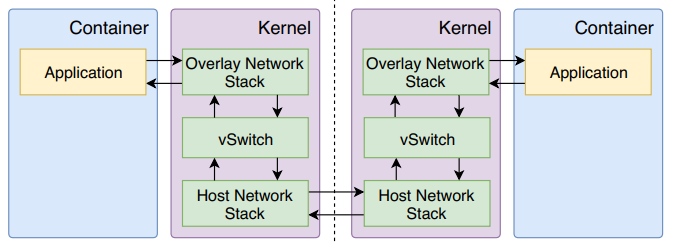 Container
Kernel
Kernel
Container
Application
Overlay Network
Stack
Overlay Network
Stack
Application
vSwitch
vSwitch
Host Network
Stack
Host Network
Stack